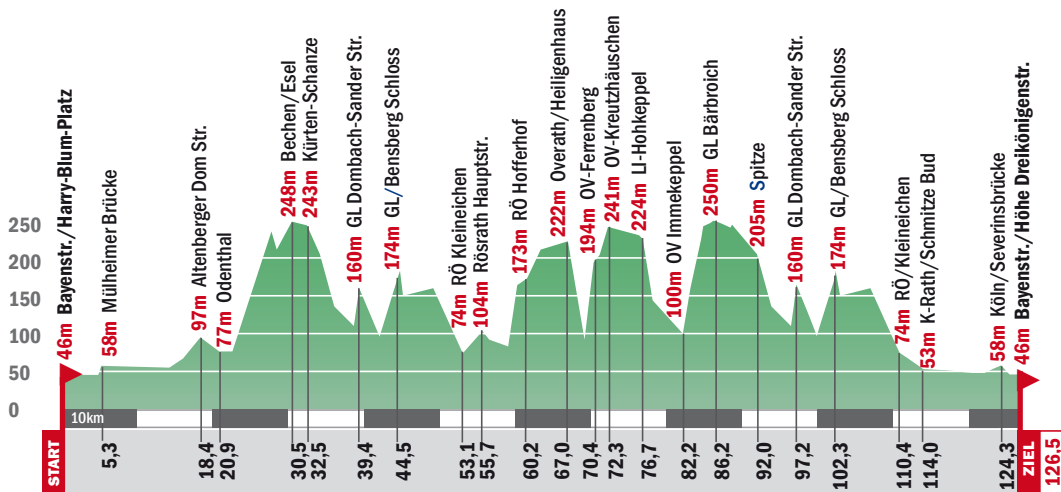 250
200
150
100
50
0
46m Bayenstr./Harry-Blum-Platz
58m Mülheimer Brücke
97m Altenberger Dom Str.
77m Odenthal
248m Bechen/Esel
243m Kürten-Schanze
160m GL Dombach-Sander Str.
174m GL/Bensberg Schloss
74m RÖ Kleineichen
104m Rösrath Hauptstr.
173m RÖ Hofferhof
222m Overath/Heiligenhaus
194m OV-Ferrenberg
241m OV-Kreutzhäuschen
224m LI-Hohkeppel
100m OV Immekeppel
250m GL Bärbroich
205m Spitze
160m GL Dombach-Sander Str.
174m GL/Bensberg Schloss
74m RÖ/Kleineichen
53m K-Rath/Schmitze Bud
58m Köln/Severinsbrücke
46m Bayenstr./Höhe Dreikönigenstr.
10km
START
5,3
18,4
20,9
30,5
32,5
39,4
44,5
53,1
55,7
60,2
67,0
70,4
72,3
76,7
82,2
86,2
92,0
97,2
102,3
110,4
114,0
124,3
ZIEL
126,5